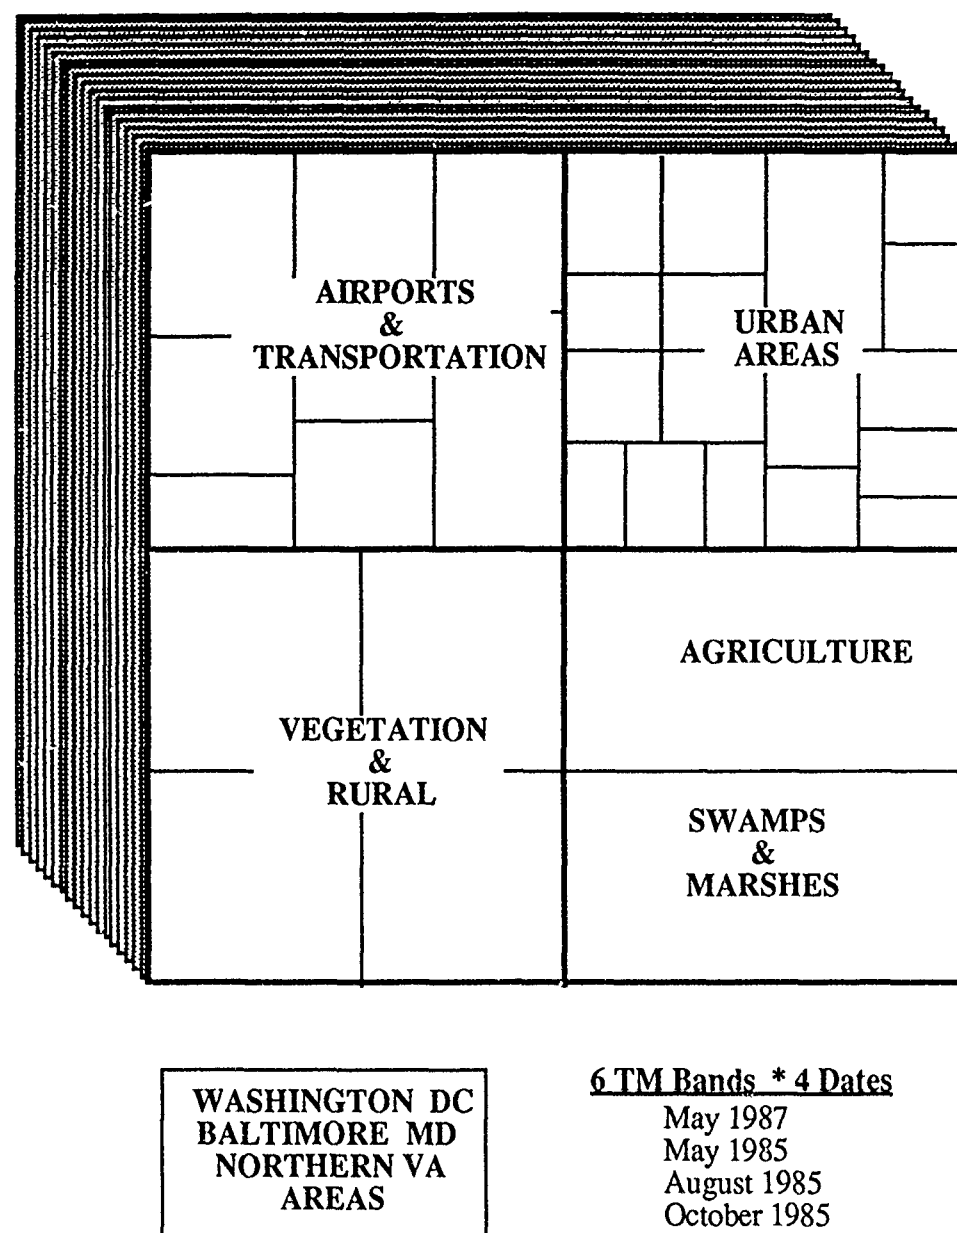 AIRPORTS
&
TRANSPORTATION
URBAN
AREAS
VEGETATION
&
RURAL
AGRICULTURE
SWAMPS
&
MARSHES
WASHINGTON DC
BALTIMORE MD
NORTHERN VA
AREAS
6 TM Bands * 4 Dates
May 1987
May 1985
August 1985
October 1985